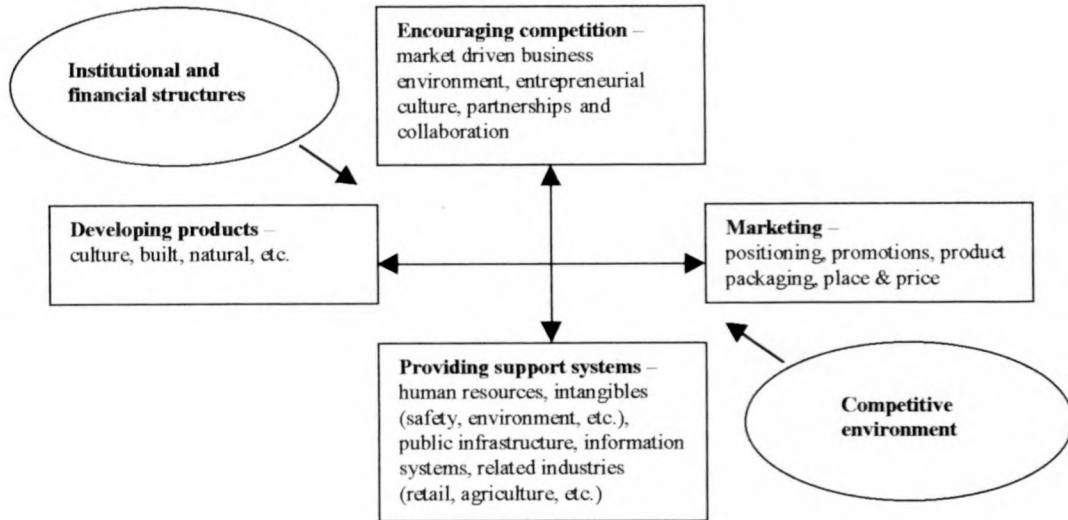 Institutional and
financial structures
Encouraging competition –
market driven business
environment, entrepreneurial
culture, partnerships and
collaboration
Developing products –
culture, built, natural, etc.
Marketing –
positioning, promotions, product
packaging, place & price
Providing support systems –
human resources, intangibles
(safety, environment, etc.),
public infrastructure, information
systems, related industries
(retail, agriculture, etc.)
Competitive
environment